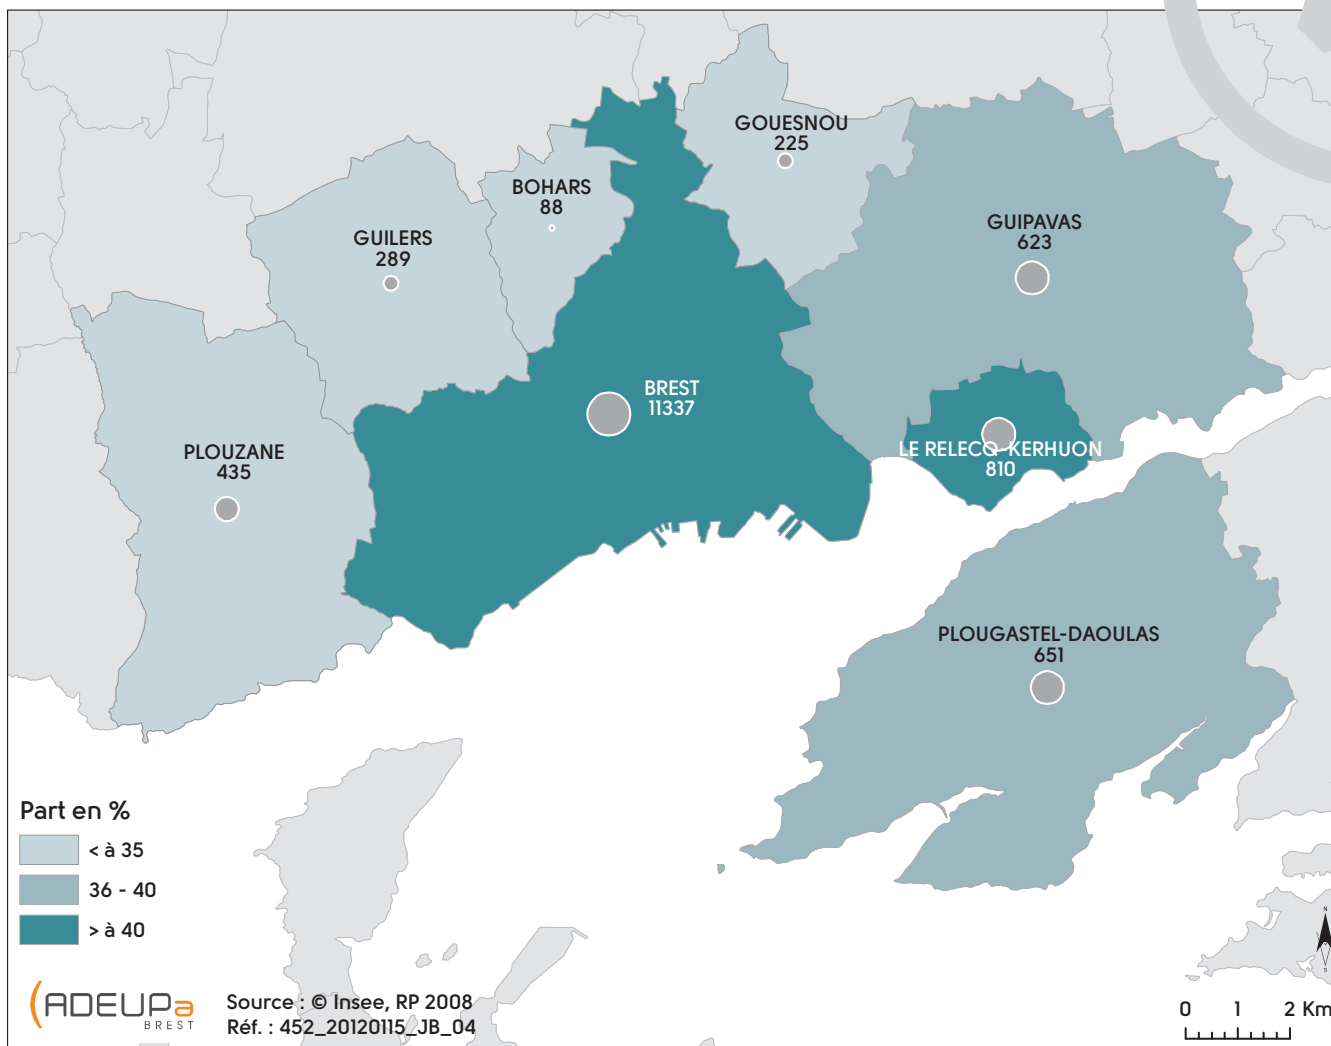 GOUESNOU
225
BOHARS
88
GUIPAVAS
623
GUILERS
289
BREST
11337
PLOUZANE
435
LE RELECQ-KERHUON
810
PLOUGASTEL-DAOULAS
651
Part en %
< à 35
36 - 40
> à 40
ADEUPa
BREST
Source : © Insee, RP 2008
Réf. : 452_20120115_JB_04
N
S
0 1 2 Km